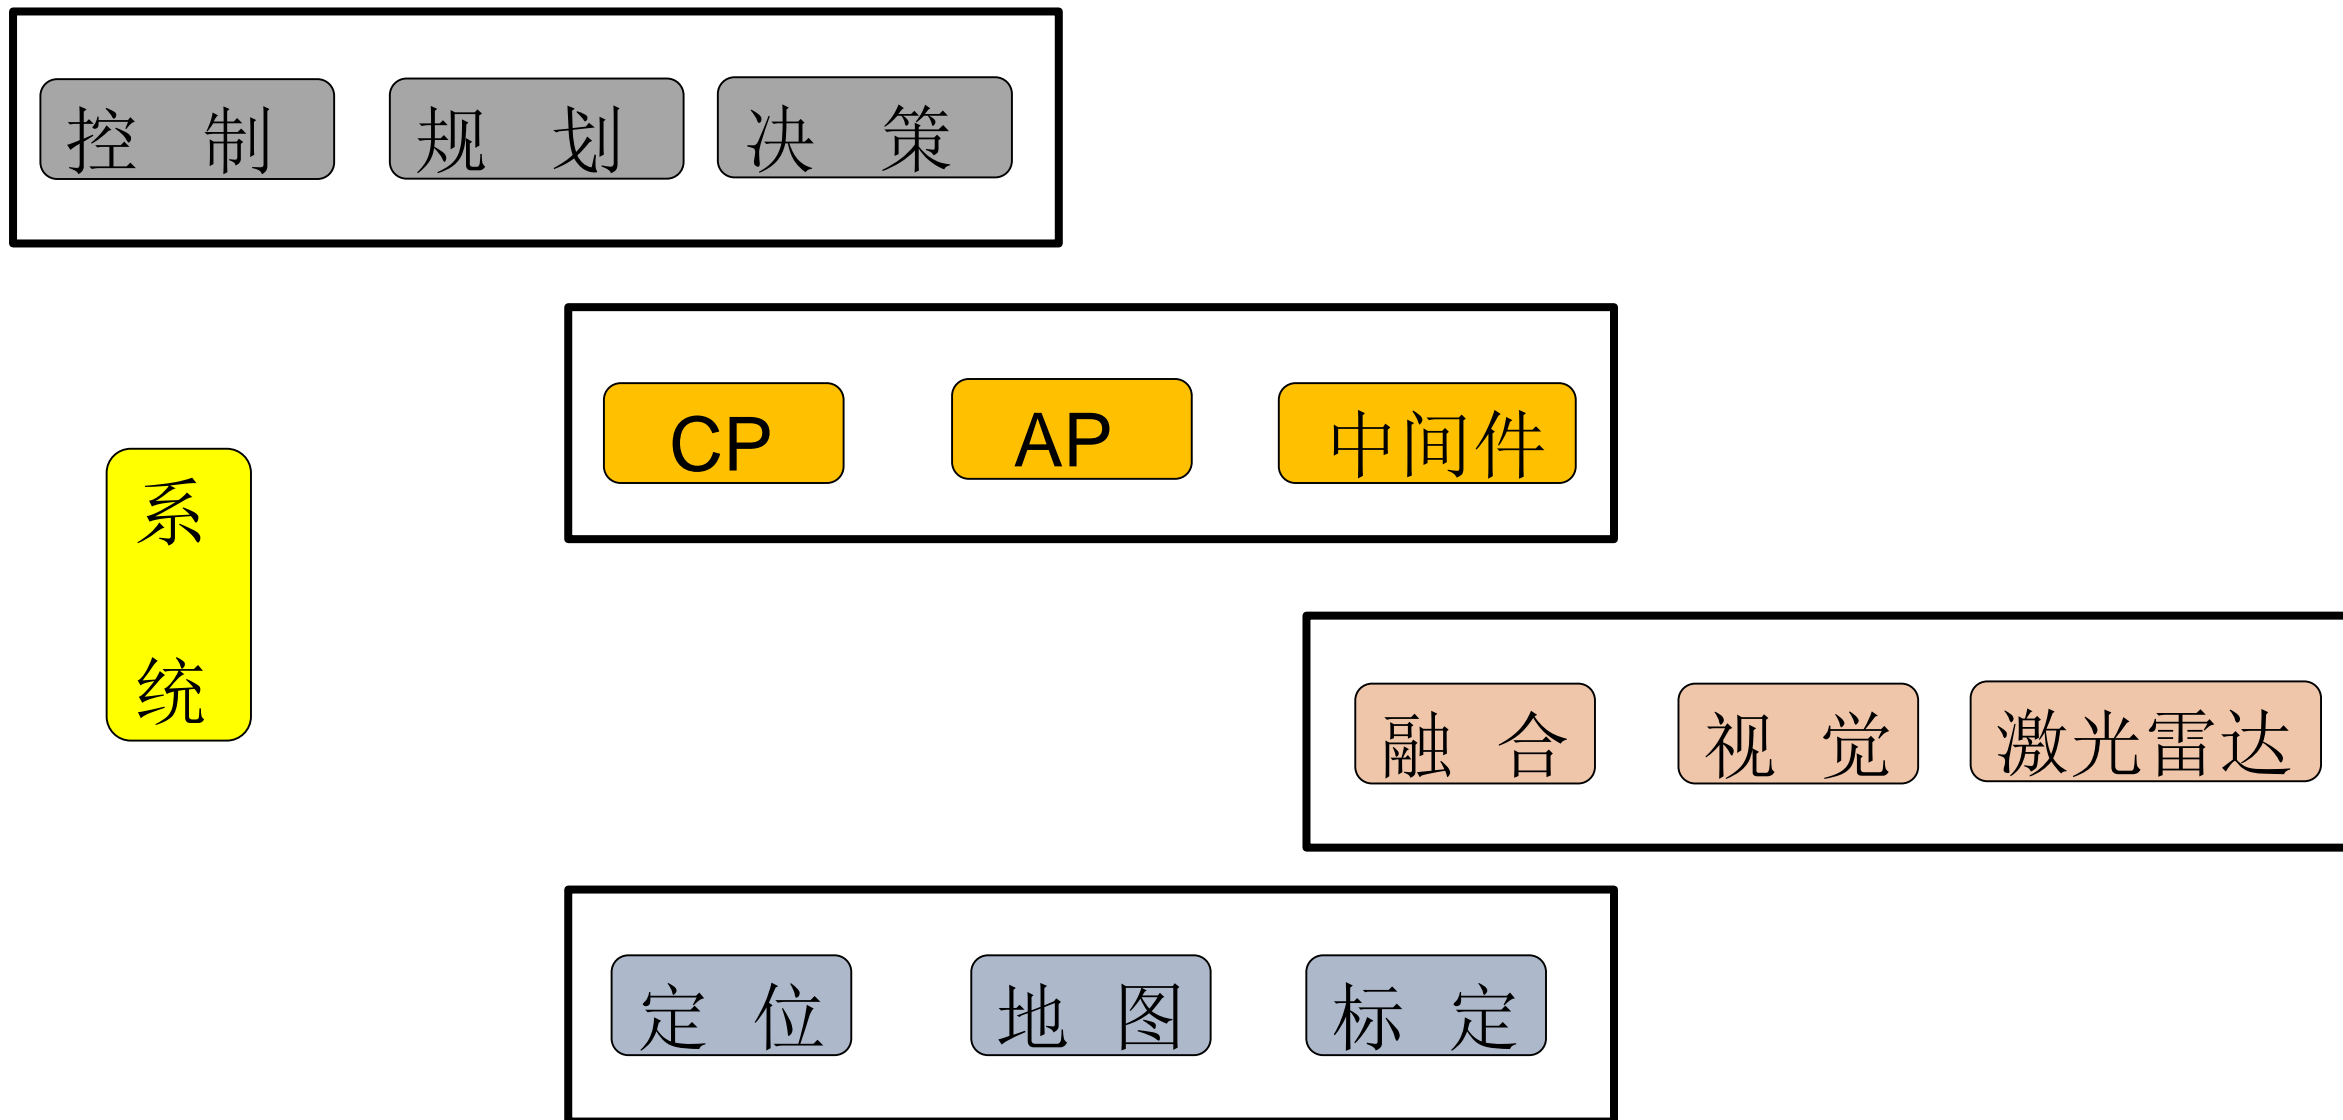 控 制
规 划
决 策
CP
AP
中间件
系
统
融 合
视 觉
激光雷达
定 位
地 图
标 定